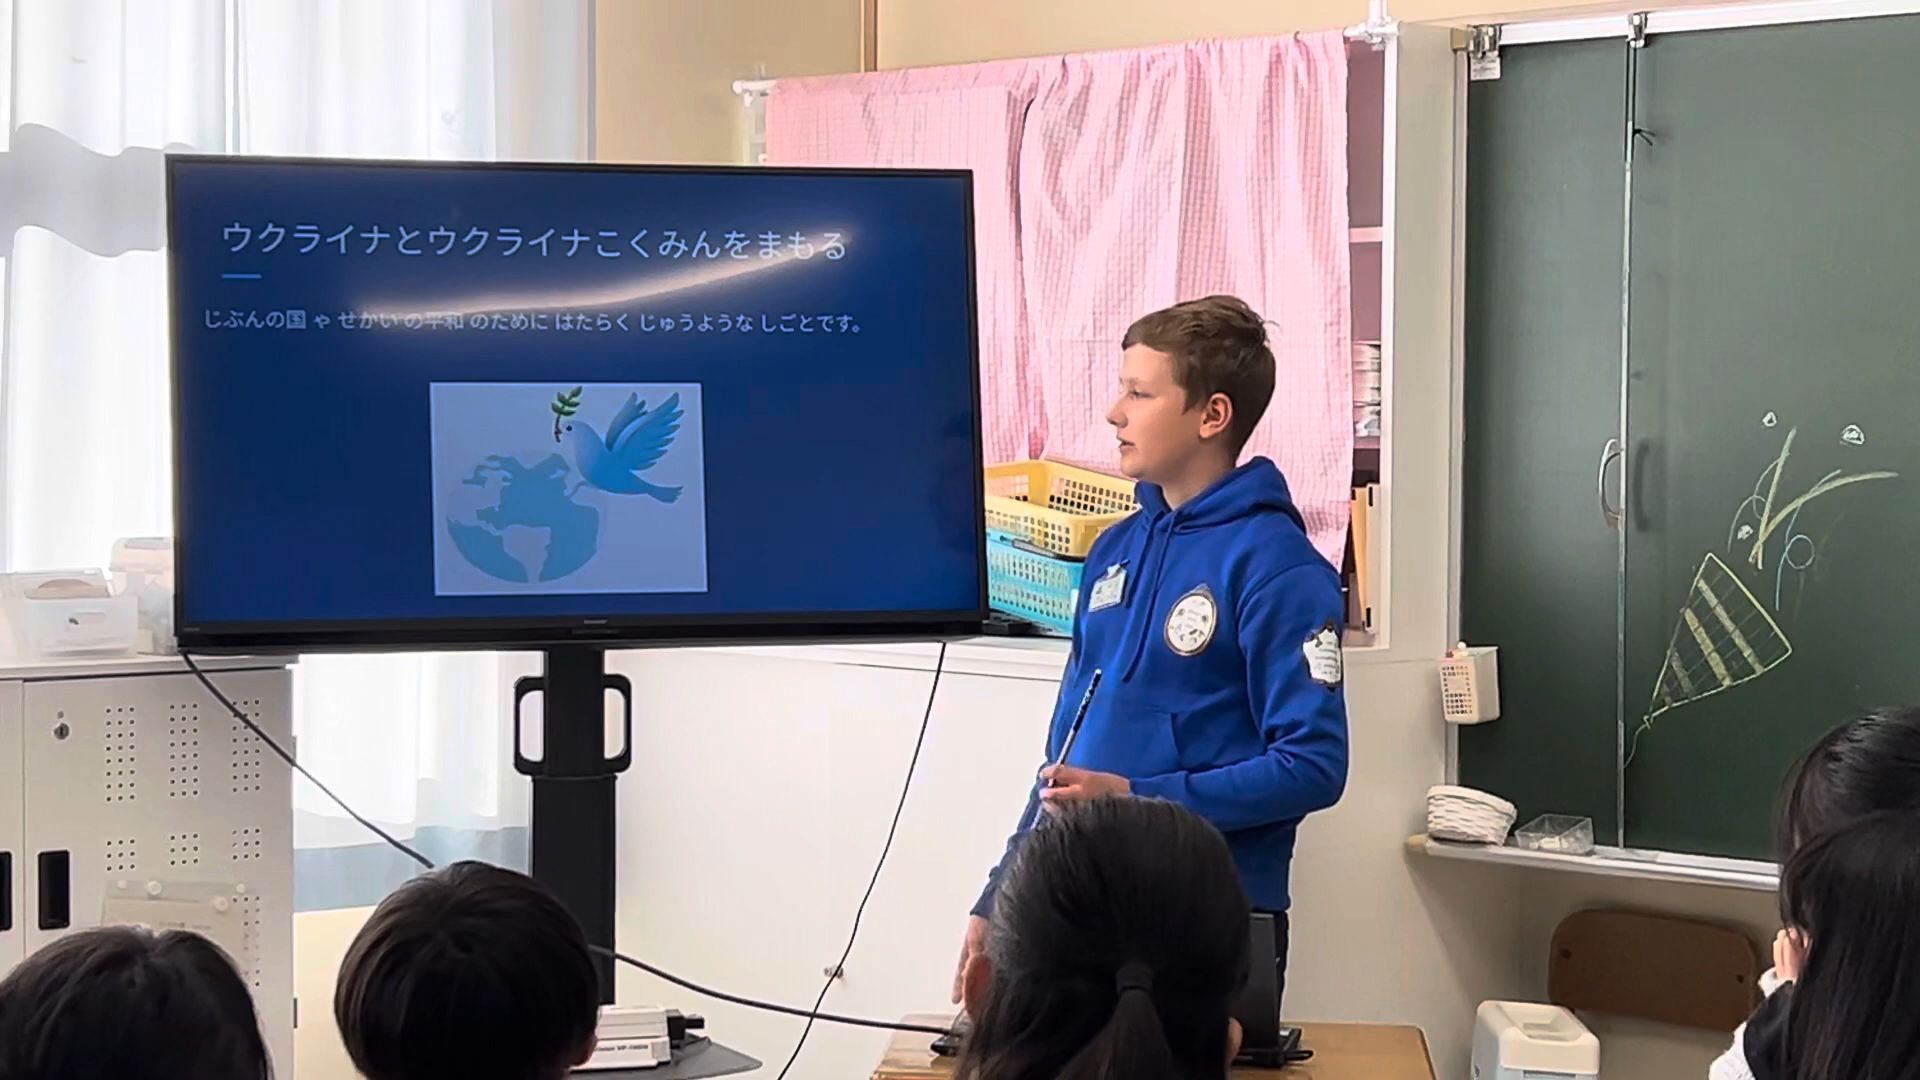 ウクライナとウクライナこくみんをまもる
じぶんの国 や せかい の平和 のために はたらく じゅうような しごとです。